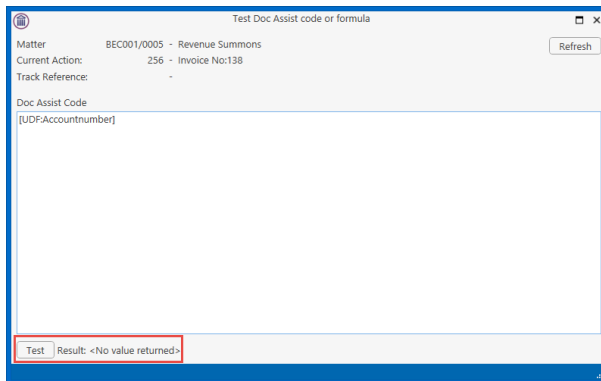 Test Doc Assist code or formula
Matter BEC001/0005 - Revenue Summons
Refresh
Current Action: 256 - Invoice No:138
Track Reference: -
Doc Assist Code
[UDF:Accountnumber]
Test Result: <No value returned>